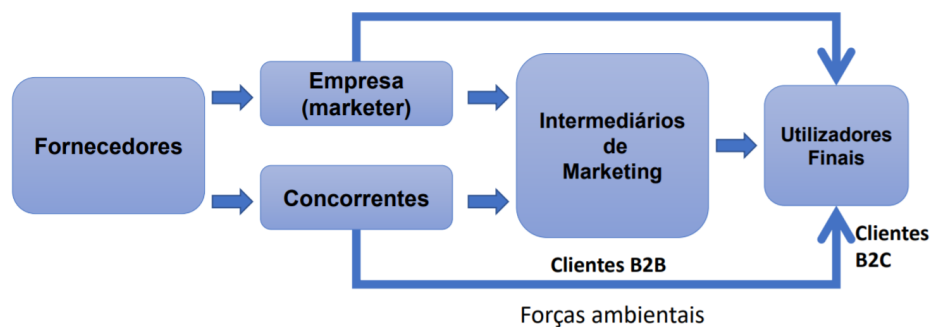 Fornecedores
Empresa
(marketer)
Concorrentes
Intermediários
de
Marketing
Utilizadores
Finais
Clientes B2B
Clientes
B2C
Forças ambientais